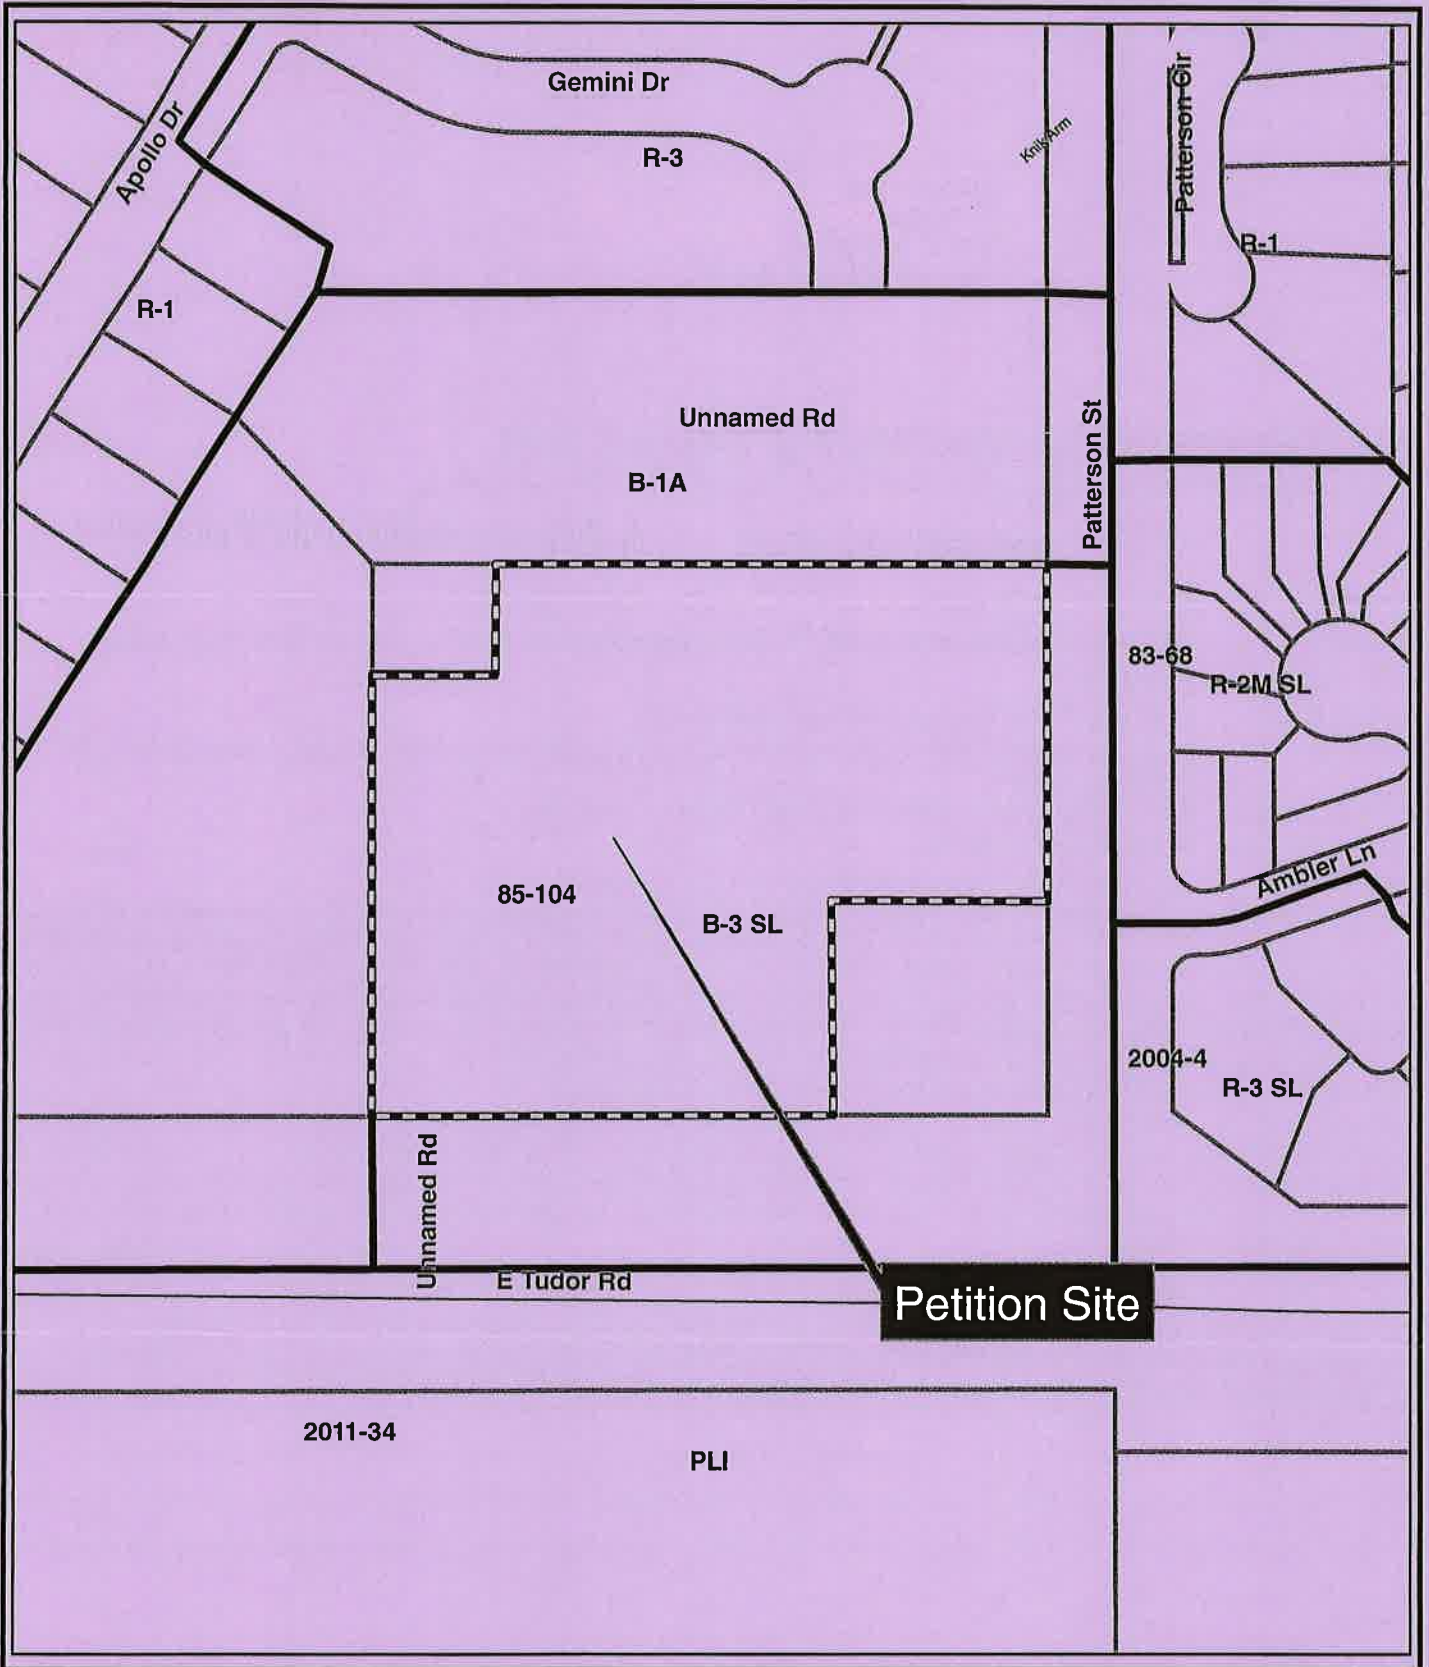 Gemini Dr
Apollo Dr
R-3
Knik Arm
Patterson Cir
R-1
R-1
Unnamed Rd
B-1A
Patterson St
83-68
R-2M SL
Ambler Ln
85-104
B-3 SL
2004-4
R-3 SL
Unnamed Rd
E Tudor Rd
Petition Site
2011-34
PLI